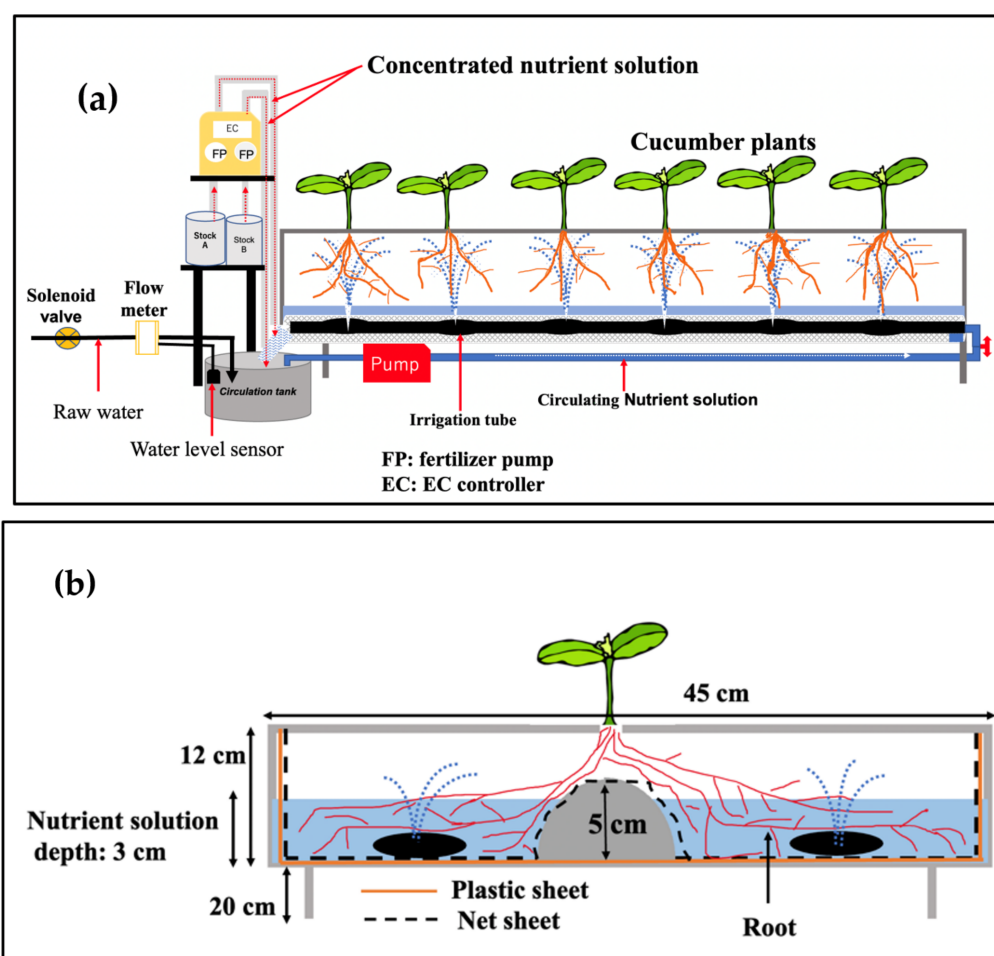 (a)
Concentrated nutrient solution
EC
FP FP
Cucumber plants
Stock
A
Stock
B
Solenoid
valve
Flow
meter
Pump
Circulation tank
Raw water
Water level sensor
Irrigation tube
Circulating Nutrient solution
FP: fertilizer pump
EC: EC controller
(b)
45 cm
12 cm
Nutrient solution
depth: 3 cm
5 cm
20 cm
Plastic sheet
Net sheet
Root